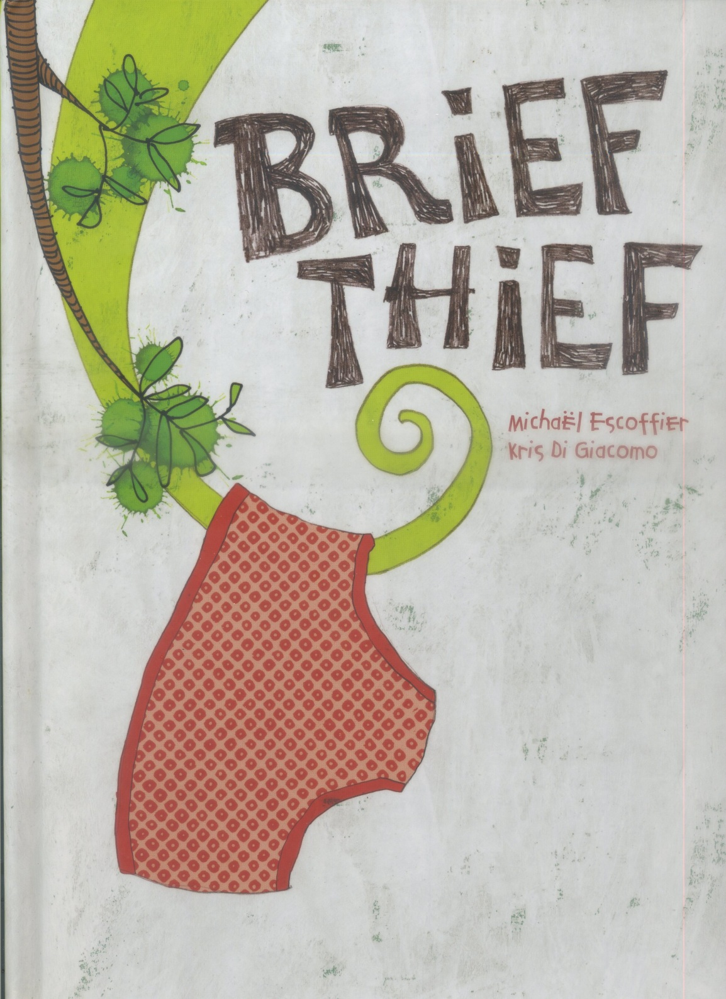 BRiEF
THiEF
Michaël Escoffier
Kris Di Giacomo